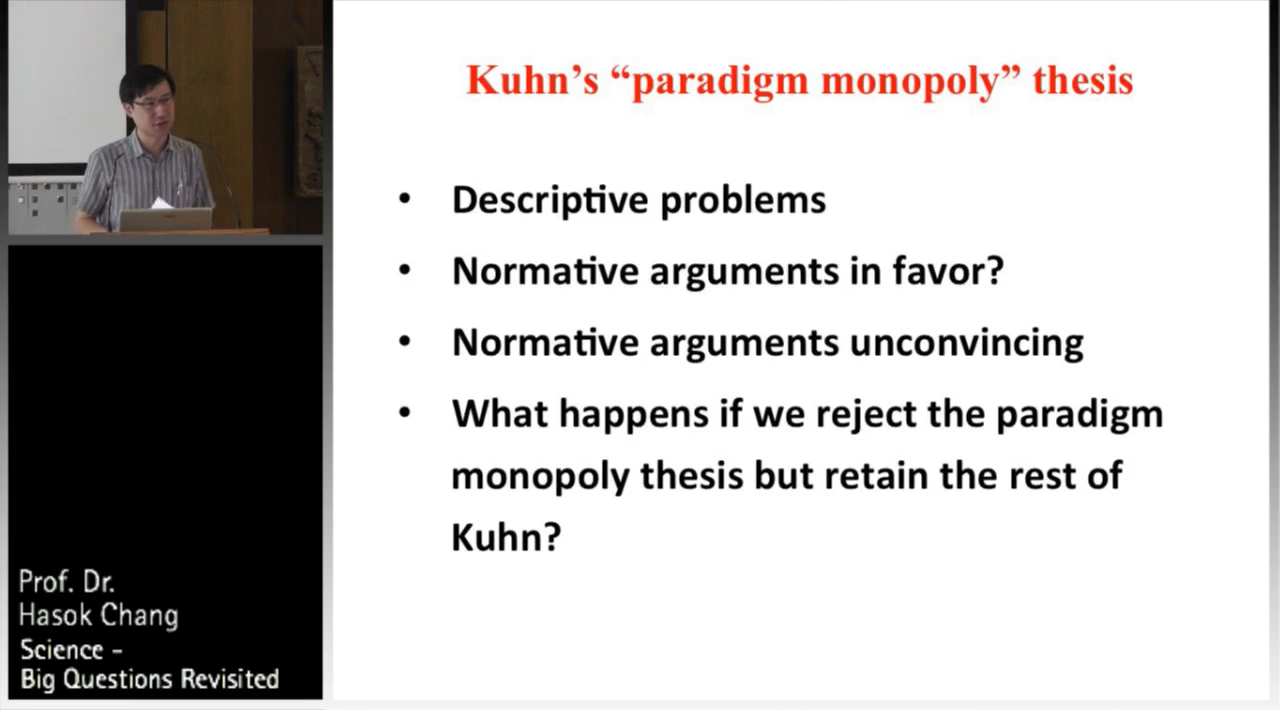 Kuhn’s “paradigm monopoly” thesis
• Descriptive problems
• Normative arguments in favor?
• Normative arguments unconvincing
• What happens if we reject the paradigm
monopoly thesis but retain the rest of
Kuhn?
Prof. Dr.
Hasok Chang
Science –
Big Questions Revisited